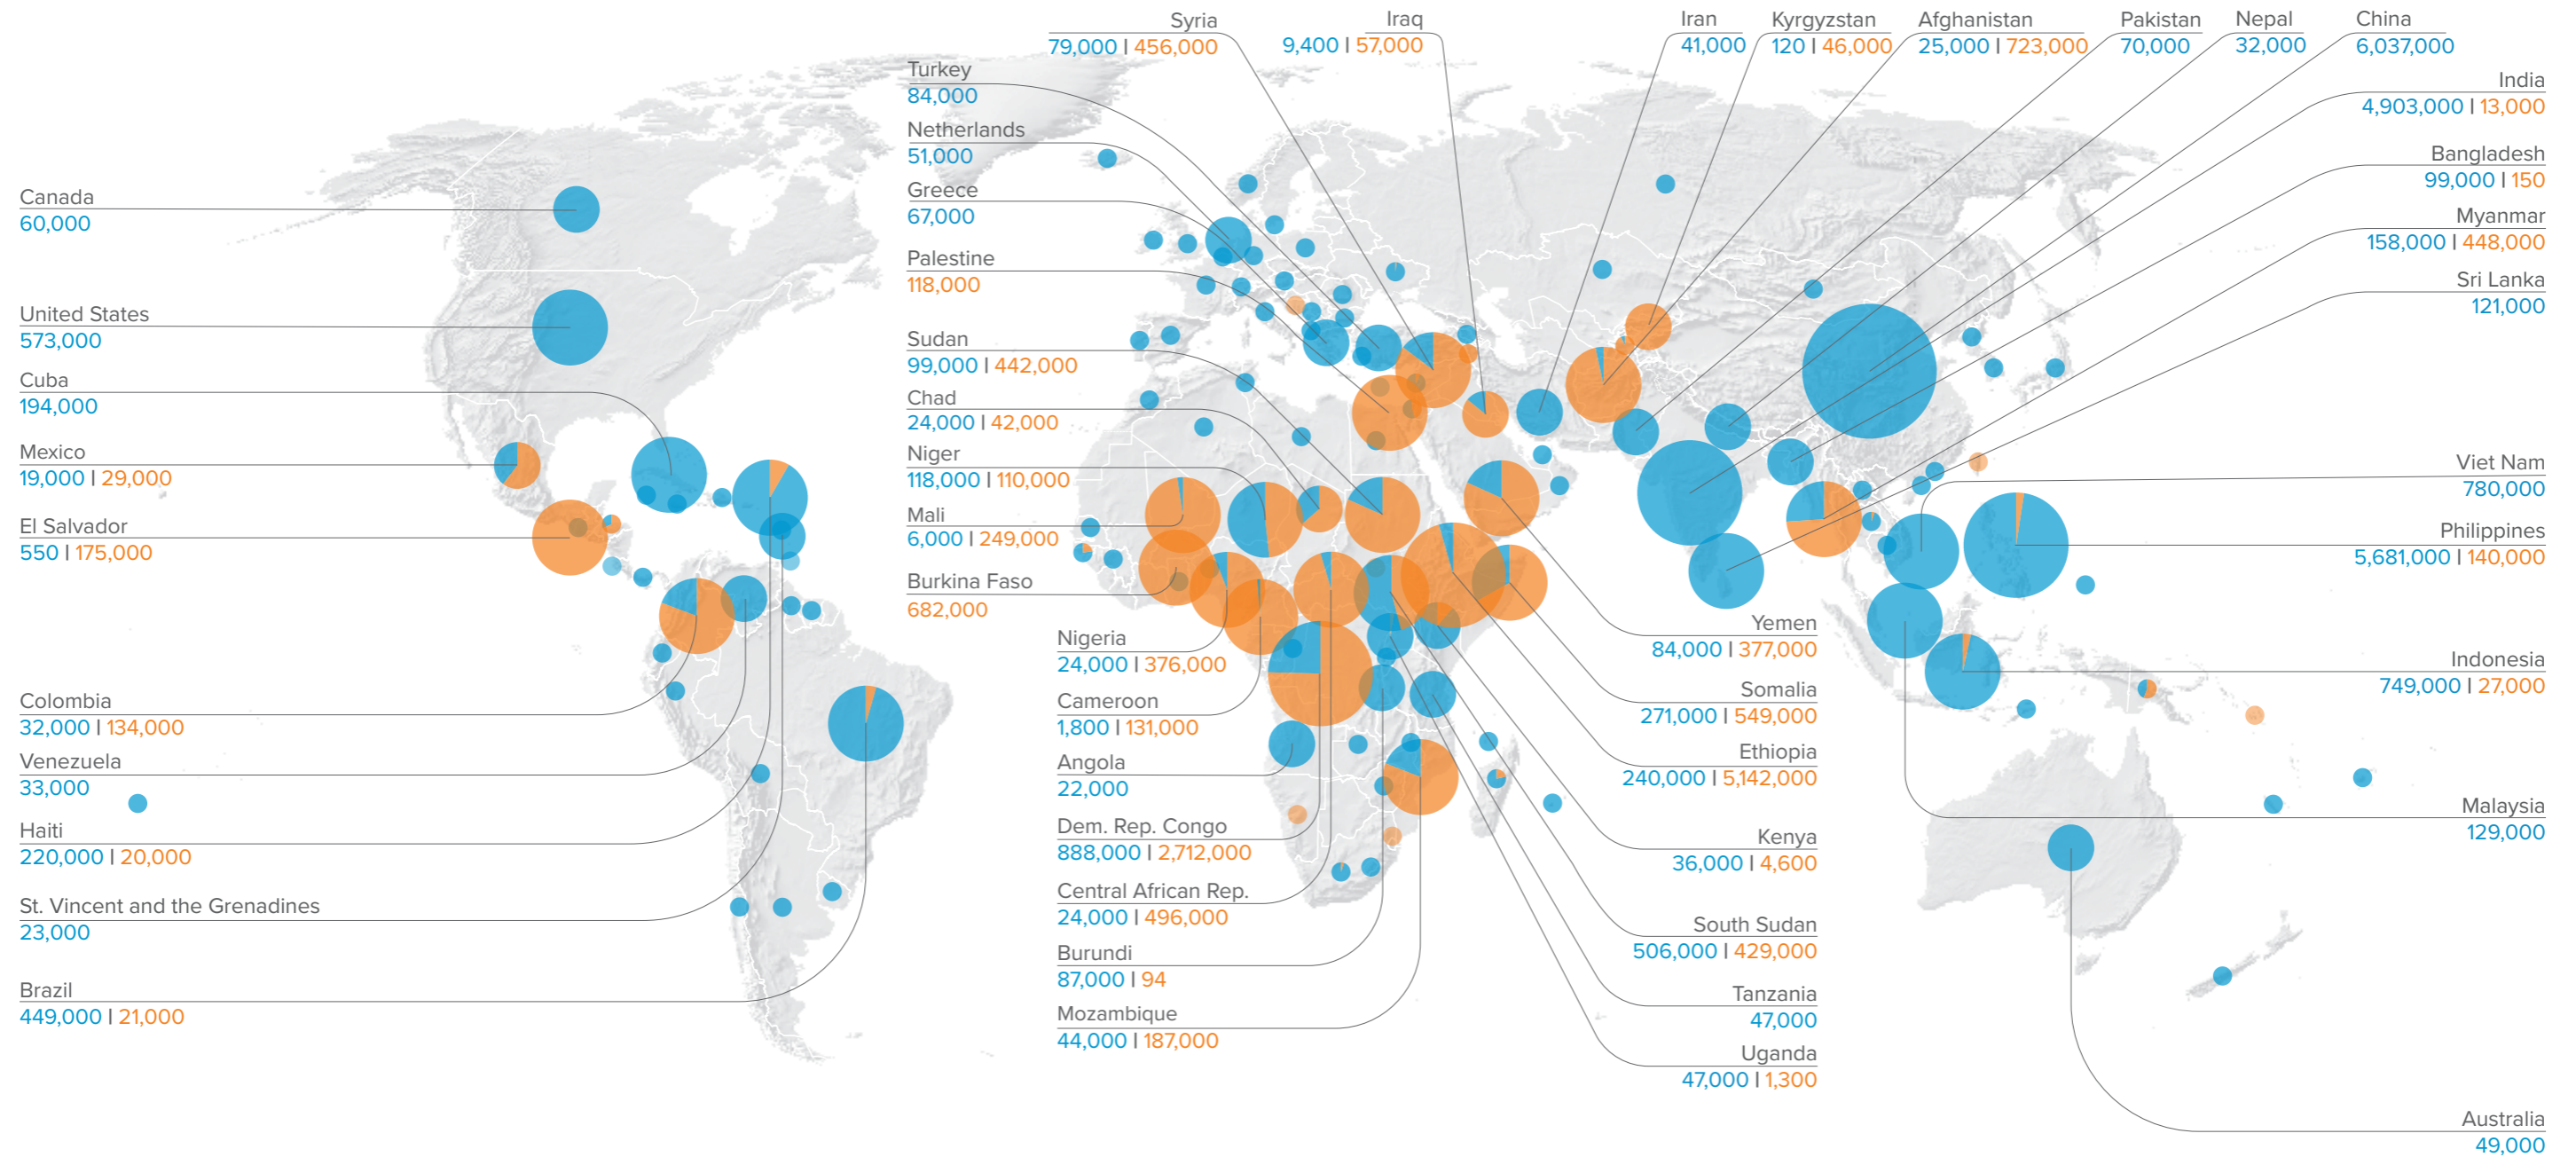 Syria
79,000 | 456,000
Iraq
9,400 | 57,000
Iran
41,000
Kyrgyzstan
120 | 46,000
Afghanistan
25,000 | 723,000
Pakistan
70,000
Nepal
32,000
China
6,037,000
India
4,903,000 | 13,000
Bangladesh
99,000 | 150
Myanmar
158,000 | 448,000
Sri Lanka
121,000
Viet Nam
780,000
Philippines
5,681,000 | 140,000
Indonesia
749,000 | 27,000
Malaysia
129,000
Australia
49,000
Canada
60,000
United States
573,000
Cuba
194,000
Mexico
19,000 | 29,000
El Salvador
550 | 175,000
Colombia
32,000 | 134,000
Venezuela
33,000
Haiti
220,000 | 20,000
St. Vincent and the Grenadines
23,000
Brazil
449,000 | 21,000
Turkey
84,000
Netherlands
51,000
Greece
67,000
Palestine
118,000
Sudan
99,000 | 442,000
Chad
24,000 | 42,000
Niger
118,000 | 110,000
Mali
6,000 | 249,000
Burkina Faso
682,000
Nigeria
24,000 | 376,000
Cameroon
1,800 | 131,000
Angola
22,000
Dem. Rep. Congo
888,000 | 2,712,000
Central African Rep.
24,000 | 496,000
Burundi
87,000 | 94
Mozambique
44,000 | 187,000
Yemen
84,000 | 377,000
Somalia
271,000 | 549,000
Ethiopia
240,000 | 5,142,000
Kenya
36,000 | 4,600
South Sudan
506,000 | 429,000
Tanzania
47,000
Uganda
47,000 | 1,300